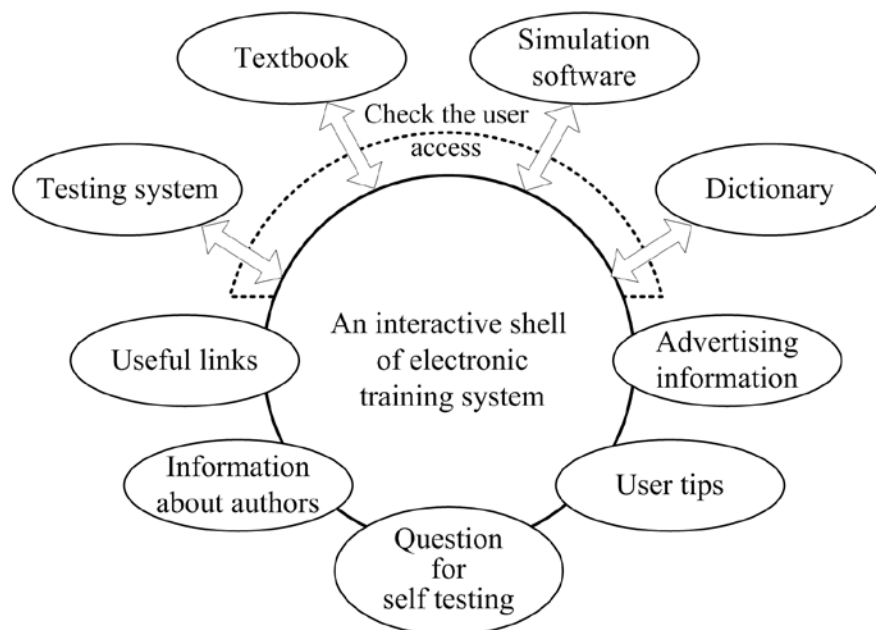 Textbook
Simulation
software
Check the user
access
Testing system
Dictionary
An interactive shell
of electronic
training system
Useful links
Advertising
information
Information
about authors
User tips
Question
for
self testing